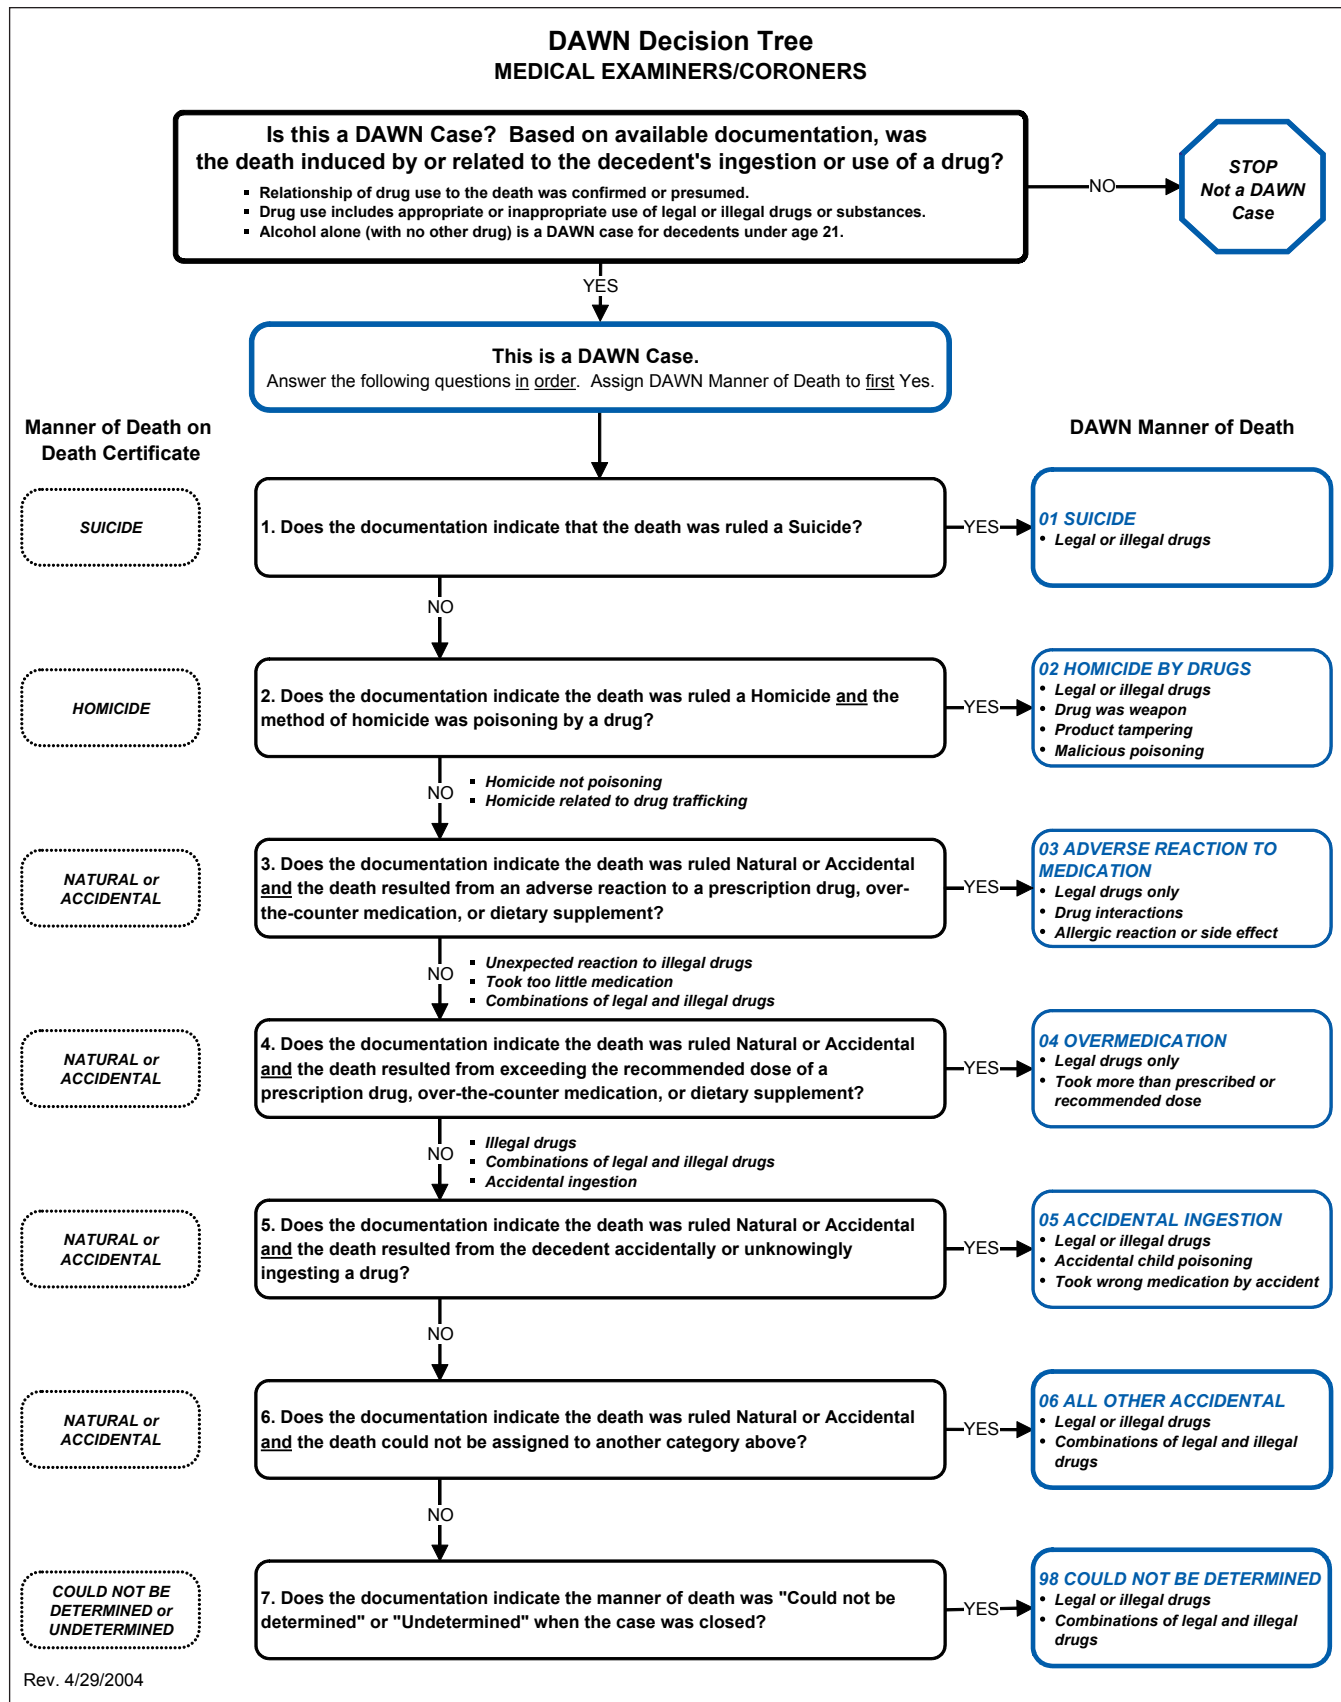 DAWN Decision Tree
MEDICAL EXAMINERS/CORONERS
Is this a DAWN Case?  Based on available documentation, was
the death induced by or related to the decedent's ingestion or use of a drug?
▪ Relationship of drug use to the death was confirmed or presumed.
▪ Drug use includes appropriate or inappropriate use of legal or illegal drugs or substances.
▪ Alcohol alone (with no other drug) is a DAWN case for decedents under age 21.
NO
STOP
Not a DAWN
Case
YES
This is a DAWN Case.
Answer the following questions in order.  Assign DAWN Manner of Death to first Yes.
Manner of Death on
Death Certificate
DAWN Manner of Death
SUICIDE
1. Does the documentation indicate that the death was ruled a Suicide?
YES
01 SUICIDE
• Legal or illegal drugs
NO
HOMICIDE
2. Does the documentation indicate the death was ruled a Homicide and the
method of homicide was poisoning by a drug?
YES
02 HOMICIDE BY DRUGS
• Legal or illegal drugs
• Drug was weapon
• Product tampering
• Malicious poisoning
NO
▪ Homicide not poisoning
▪ Homicide related to drug trafficking
NATURAL or
ACCIDENTAL
3. Does the documentation indicate the death was ruled Natural or Accidental
and the death resulted from an adverse reaction to a prescription drug, over-
the-counter medication, or dietary supplement?
YES
03 ADVERSE REACTION TO
MEDICATION
• Legal drugs only
• Drug interactions
• Allergic reaction or side effect
NO
▪ Unexpected reaction to illegal drugs
▪ Took too little medication
▪ Combinations of legal and illegal drugs
NATURAL or
ACCIDENTAL
4. Does the documentation indicate the death was ruled Natural or Accidental
and the death resulted from exceeding the recommended dose of a
prescription drug, over-the-counter medication, or dietary supplement?
YES
04 OVERMEDICATION
• Legal drugs only
• Took more than prescribed or
recommended dose
NO
▪ Illegal drugs
▪ Combinations of legal and illegal drugs
▪ Accidental ingestion
NATURAL or
ACCIDENTAL
5. Does the documentation indicate the death was ruled Natural or Accidental
and the death resulted from the decedent accidentally or unknowingly
ingesting a drug?
YES
05 ACCIDENTAL INGESTION
• Legal or illegal drugs
• Accidental child poisoning
• Took wrong medication by accident
NO
NATURAL or
ACCIDENTAL
6. Does the documentation indicate the death was ruled Natural or Accidental
and the death could not be assigned to another category above?
YES
06 ALL OTHER ACCIDENTAL
• Legal or illegal drugs
• Combinations of legal and illegal
drugs
NO
COULD NOT BE
DETERMINED or
UNDETERMINED
7. Does the documentation indicate the manner of death was "Could not be
determined" or "Undetermined" when the case was closed?
YES
98 COULD NOT BE DETERMINED
• Legal or illegal drugs
• Combinations of legal and illegal
drugs
Rev. 4/29/2004